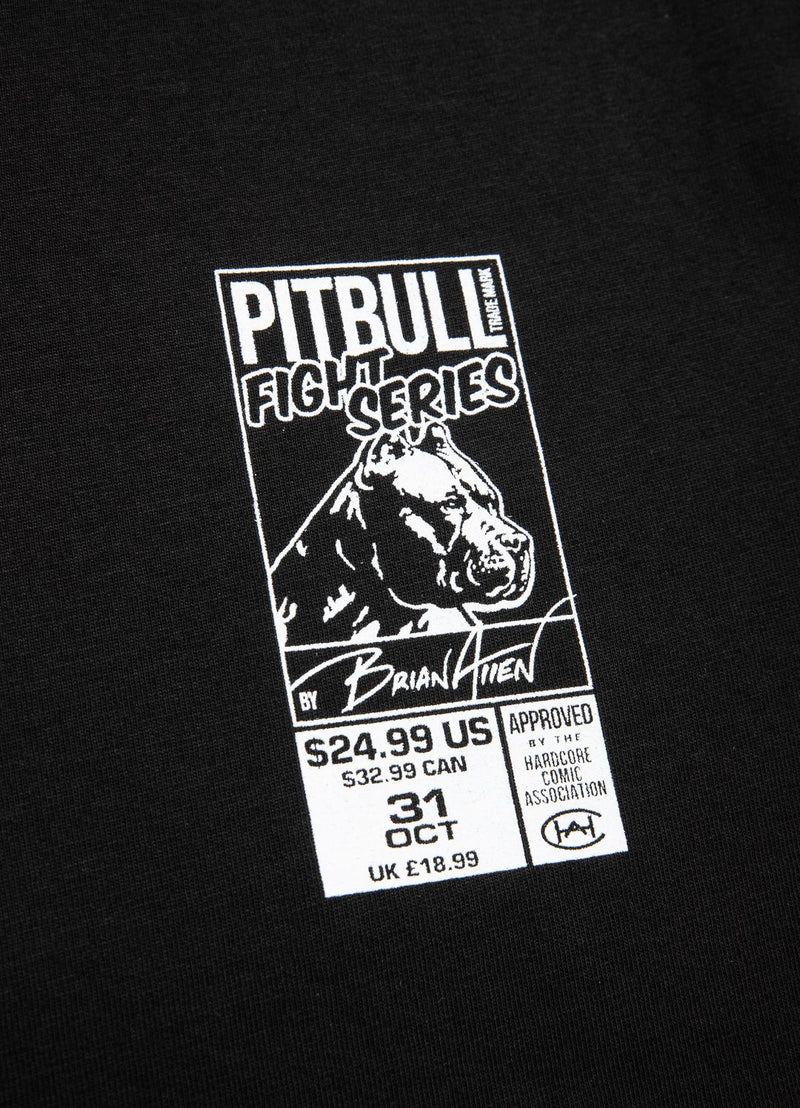 PITBULL
TRADE MARK
FIGHT
SERIES
BY BRIAN AllEN
$24.99 US
$32.99 CAN
31
OCT
UK £18.99
APPROVED
BY THE
HARDCORE
COMIC
ASSOCIATION
CHA